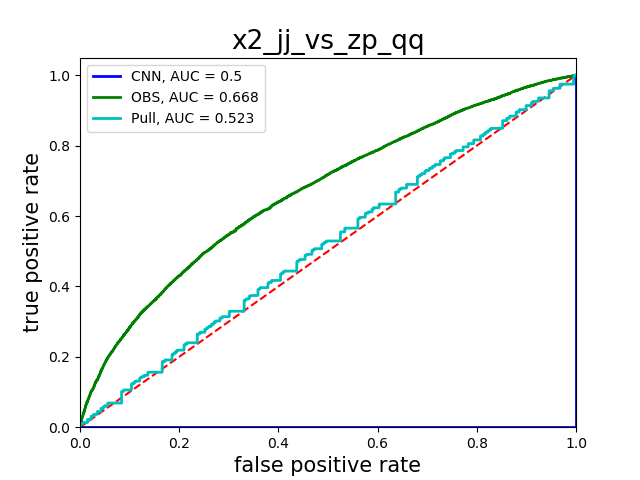 x2_jj_vs_zp_qq
CNN, AUC = 0.5
OBS, AUC = 0.668
Pull, AUC = 0.523
1.0
0.8
0.6
0.4
0.2
0.0
true positive rate
0.0 0.2 0.4 0.6 0.8 1.0
false positive rate